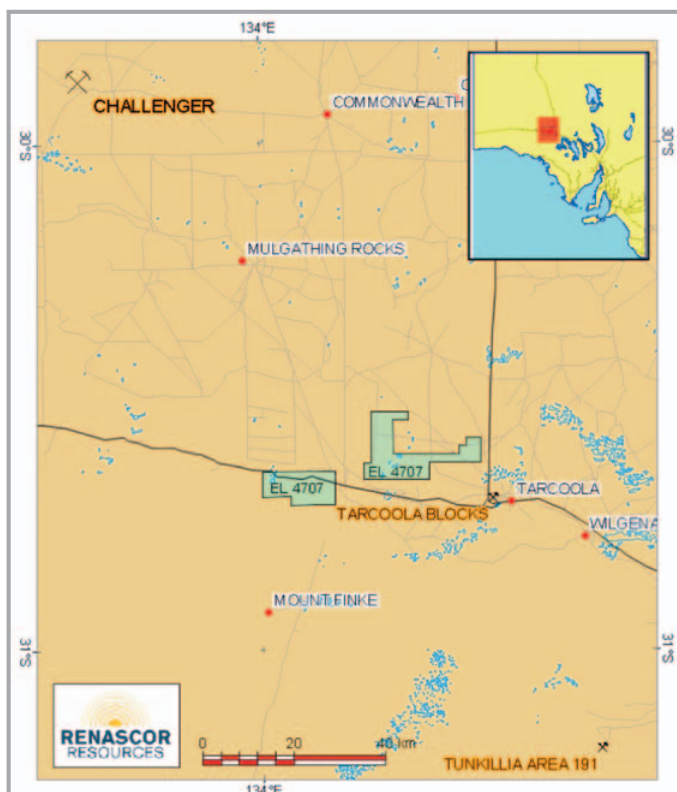 134°E
CHALLENGER
COMMONWEALTH
30°S
30°S
MULGATHING ROCKS
EL 4707
EL 4707
TARCOOLA
TARCOOLA BLOCKS
WILGENA
MOUNT FINKE
31°S
31°S
RENASCOR
RESOURCES
0 20 40 km
TUNKILLIA AREA 191
134°E